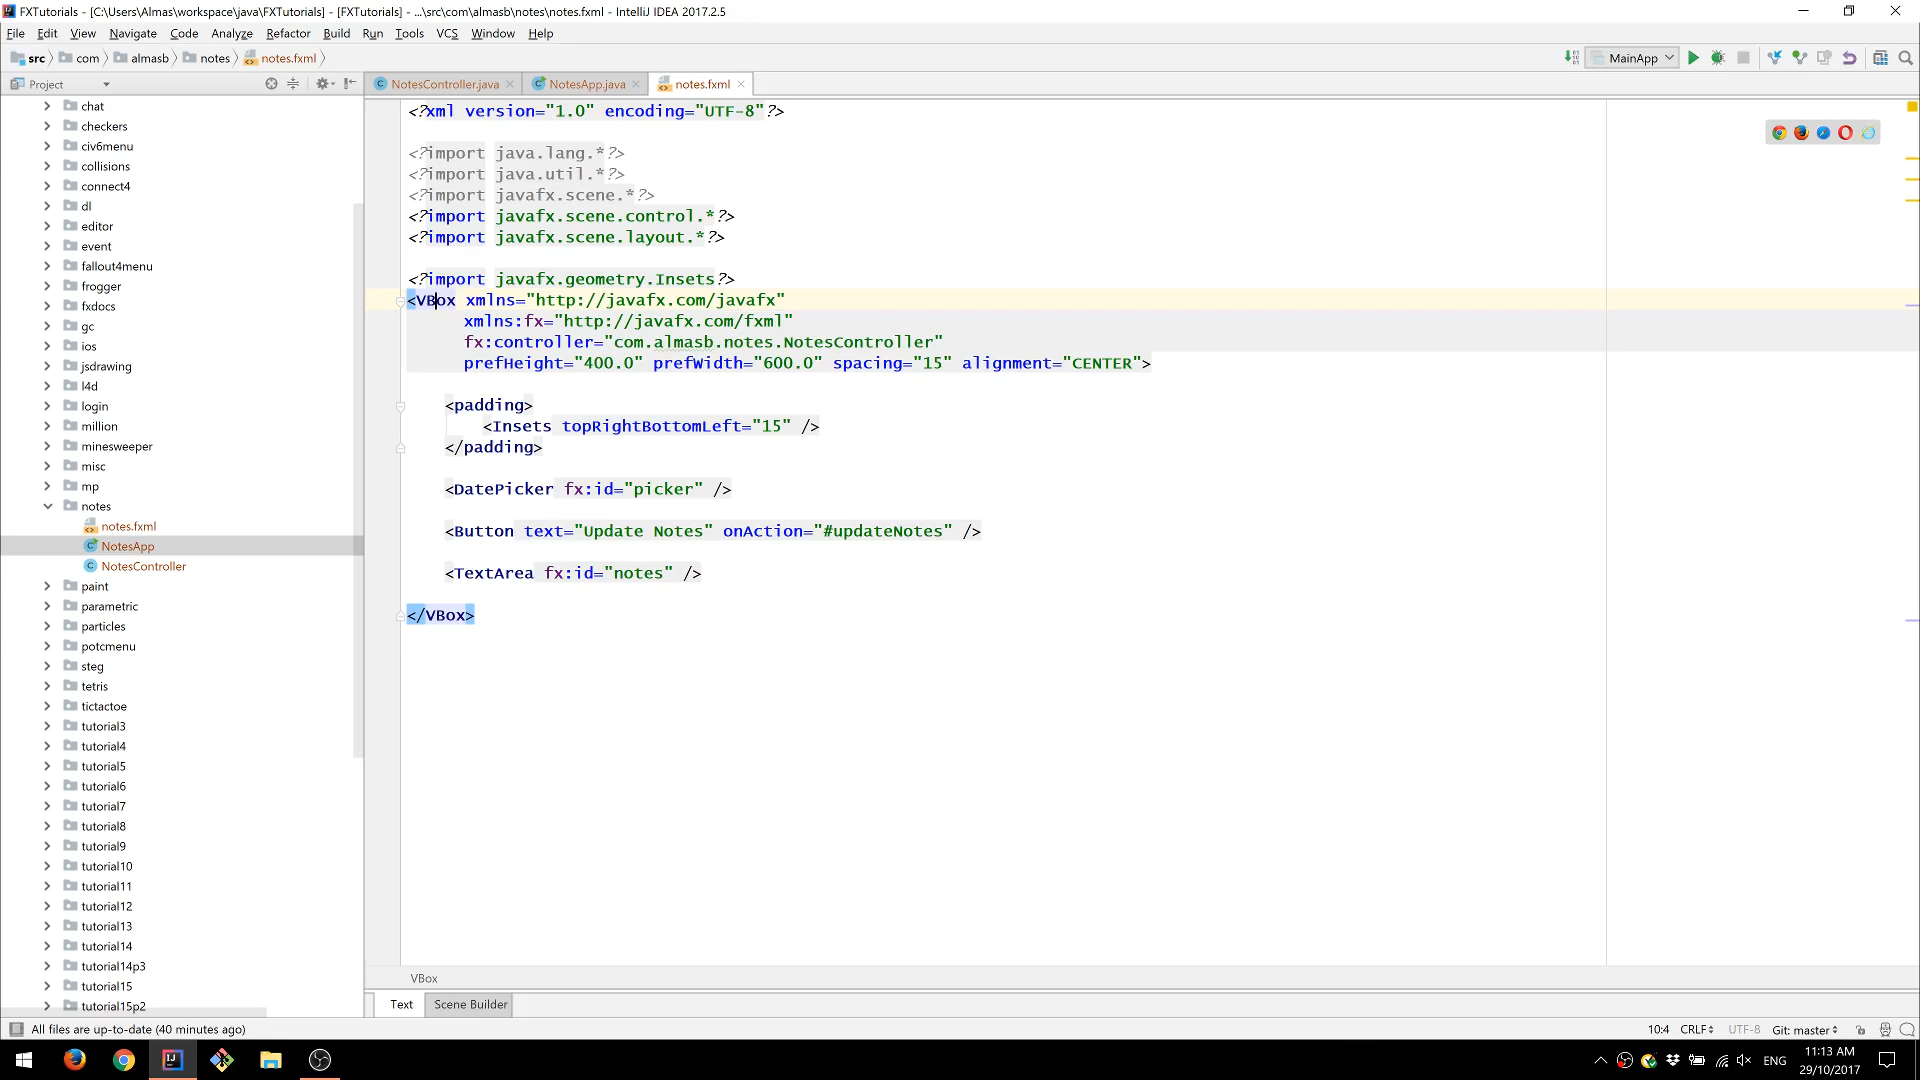 FXTutorials - [C:\Users\Almas\workspace\java\FXTutorials] - [FXTutorials] - ...\src\com\almasb\notes\notes.fxml - IntelliJ IDEA 2017.2.5
File Edit View Navigate Code Analyze Refactor Build Run Tools VCS Window Help
src com almasb notes notes.fxml MainApp
Project
NotesController.java NotesApp.java notes.fxml
chat
checkers
civ6menu
collisions
connect4
dl
editor
event
fallout4menu
frogger
fxdocs
gc
ios
jsdrawing
l4d
login
million
minesweeper
misc
mp
notes
notes.fxml
NotesApp
NotesController
paint
parametric
particles
potcmenu
steg
tetris
tictactoe
tutorial3
tutorial4
tutorial5
tutorial6
tutorial7
tutorial8
tutorial9
tutorial10
tutorial11
tutorial12
tutorial13
tutorial14
tutorial14p3
tutorial15
tutorial15p2
<?xml version="1.0" encoding="UTF-8"?>
<?import java.lang.*?>
<?import java.util.*?>
<?import javafx.scene.*?>
<?import javafx.scene.control.*?>
<?import javafx.scene.layout.*?>
<?import javafx.geometry.Insets?>
<VBox xmlns="http://javafx.com/javafx"
xmlns:fx="http://javafx.com/fxml"
fx:controller="com.almasb.notes.NotesController"
prefHeight="400.0" prefWidth="600.0" spacing="15" alignment="CENTER">
<padding>
<Insets topRightBottomLeft="15" />
</padding>
<DatePicker fx:id="picker" />
<Button text="Update Notes" onAction="#updateNotes" />
<TextArea fx:id="notes" />
</VBox>
VBox
Text Scene Builder
All files are up-to-date (40 minutes ago) 10:4 CRLF UTF-8 Git: master
ENG 11:13 AM
29/10/2017